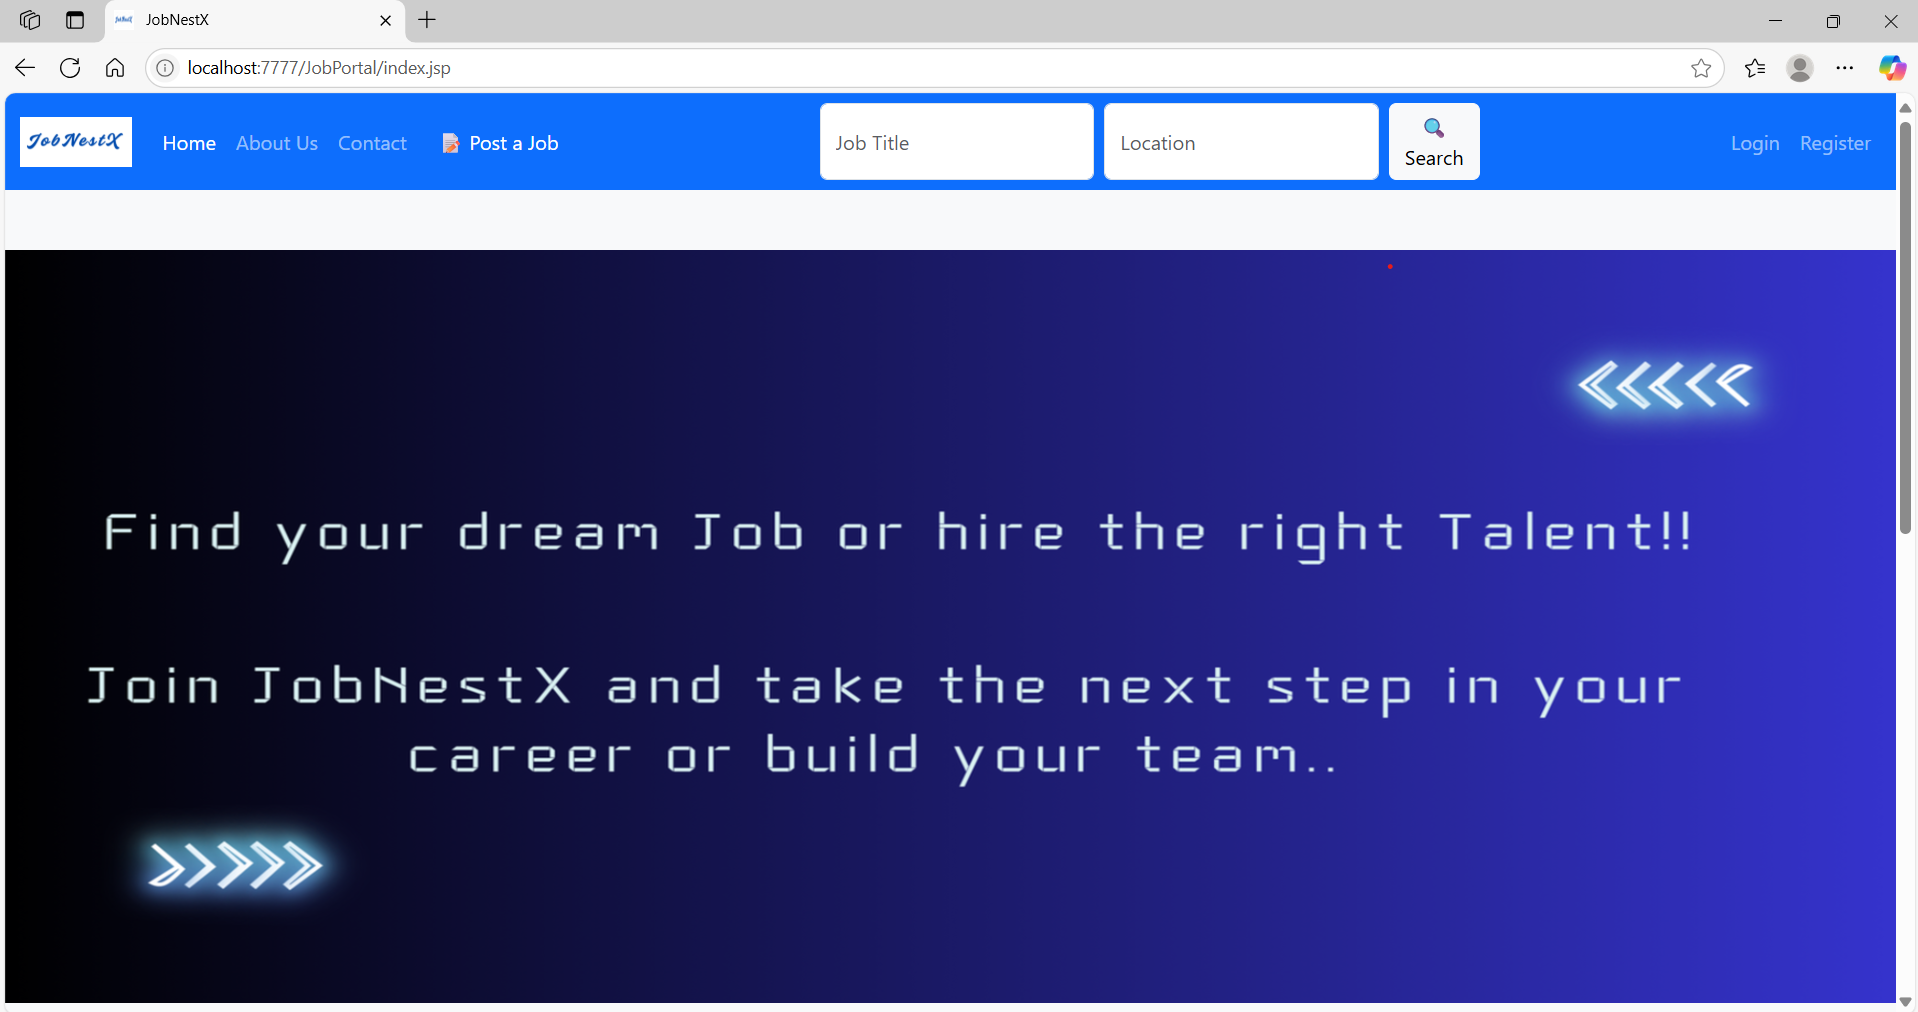 JobNestX
localhost:7777/JobPortal/index.jsp
JobNestX Home About Us Contact Post a Job Job Title Location Search Login Register
Find your dream Job or hire the right Talent!!
Join JobNestX and take the next step in your
career or build your team..